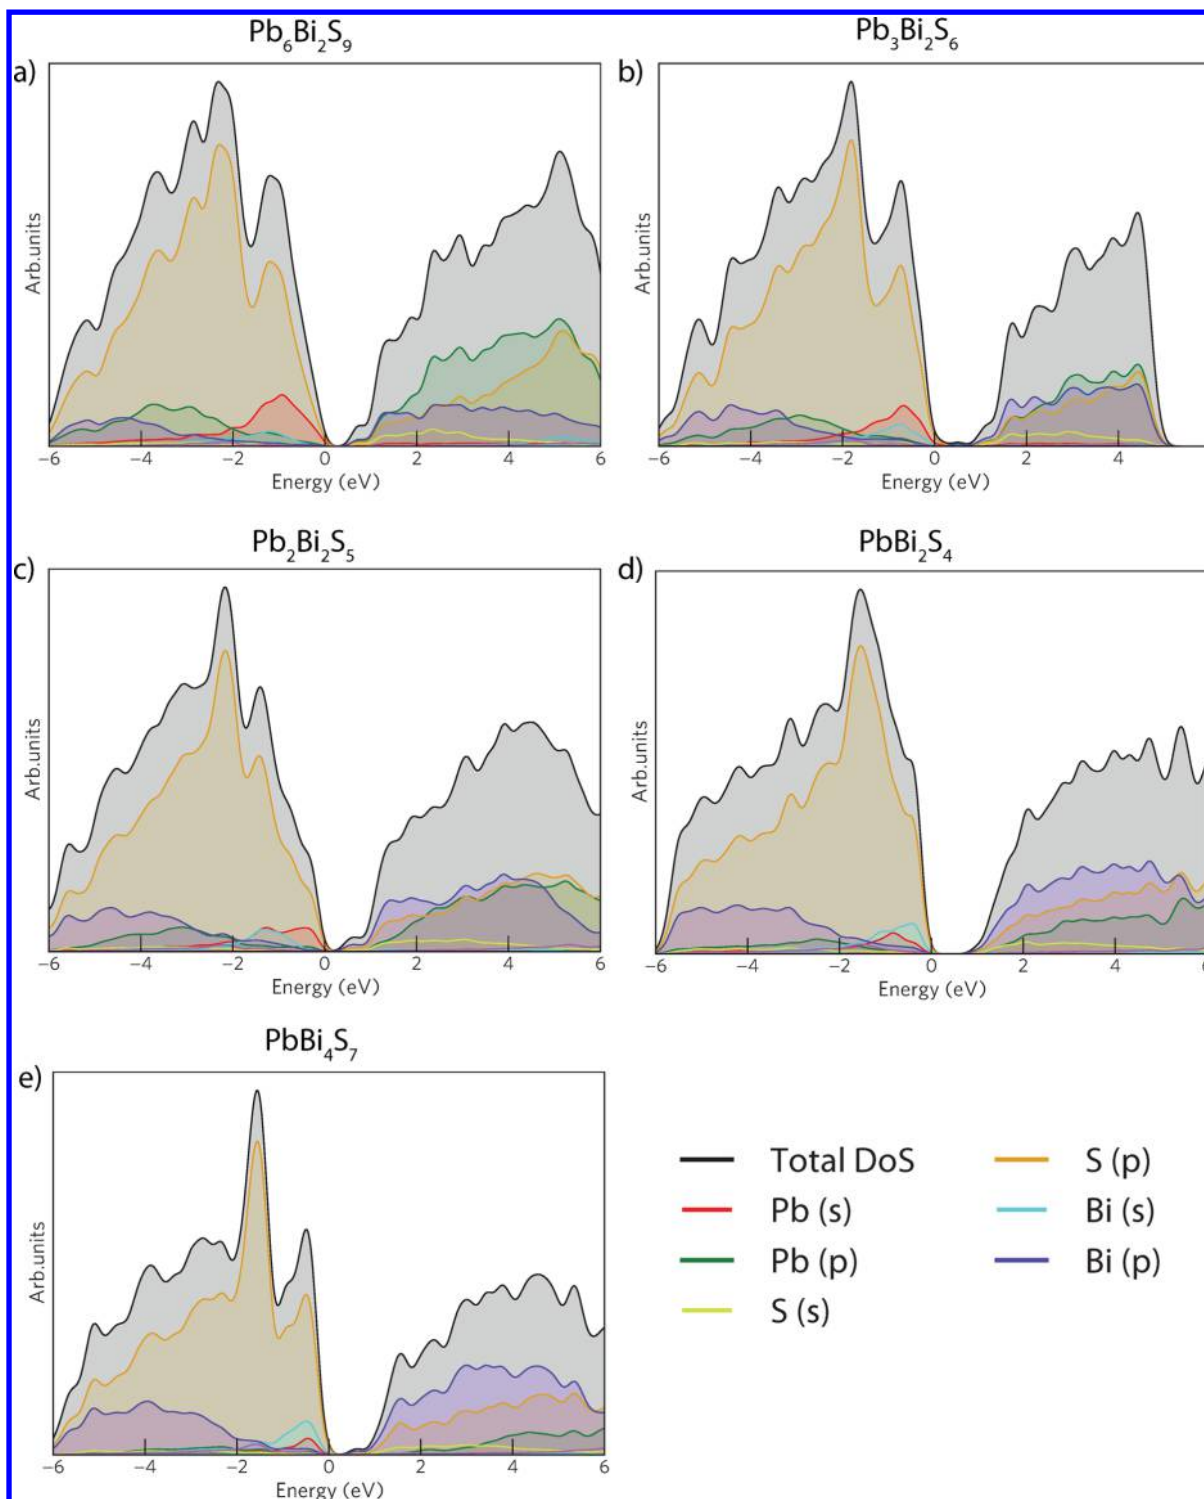 Pb₆Bi₂S₉
Pb₃Bi₂S₆
a)
b)
Arb.units
Arb.units
−6 −4 −2 0 2 4 6
−6 −4 −2 0 2 4
Energy (eV)
Energy (eV)
Pb₂Bi₂S₅
PbBi₂S₄
c)
d)
Arb.units
Arb.units
−6 −4 −2 0 2 4 6
−6 −4 −2 0 2 4 6
Energy (eV)
Energy (eV)
PbBi₄S₇
e)
Arb.units
−6 −4 −2 0 2 4 6
Energy (eV)
Total DoS
S (p)
Pb (s)
Bi (s)
Pb (p)
Bi (p)
S (s)